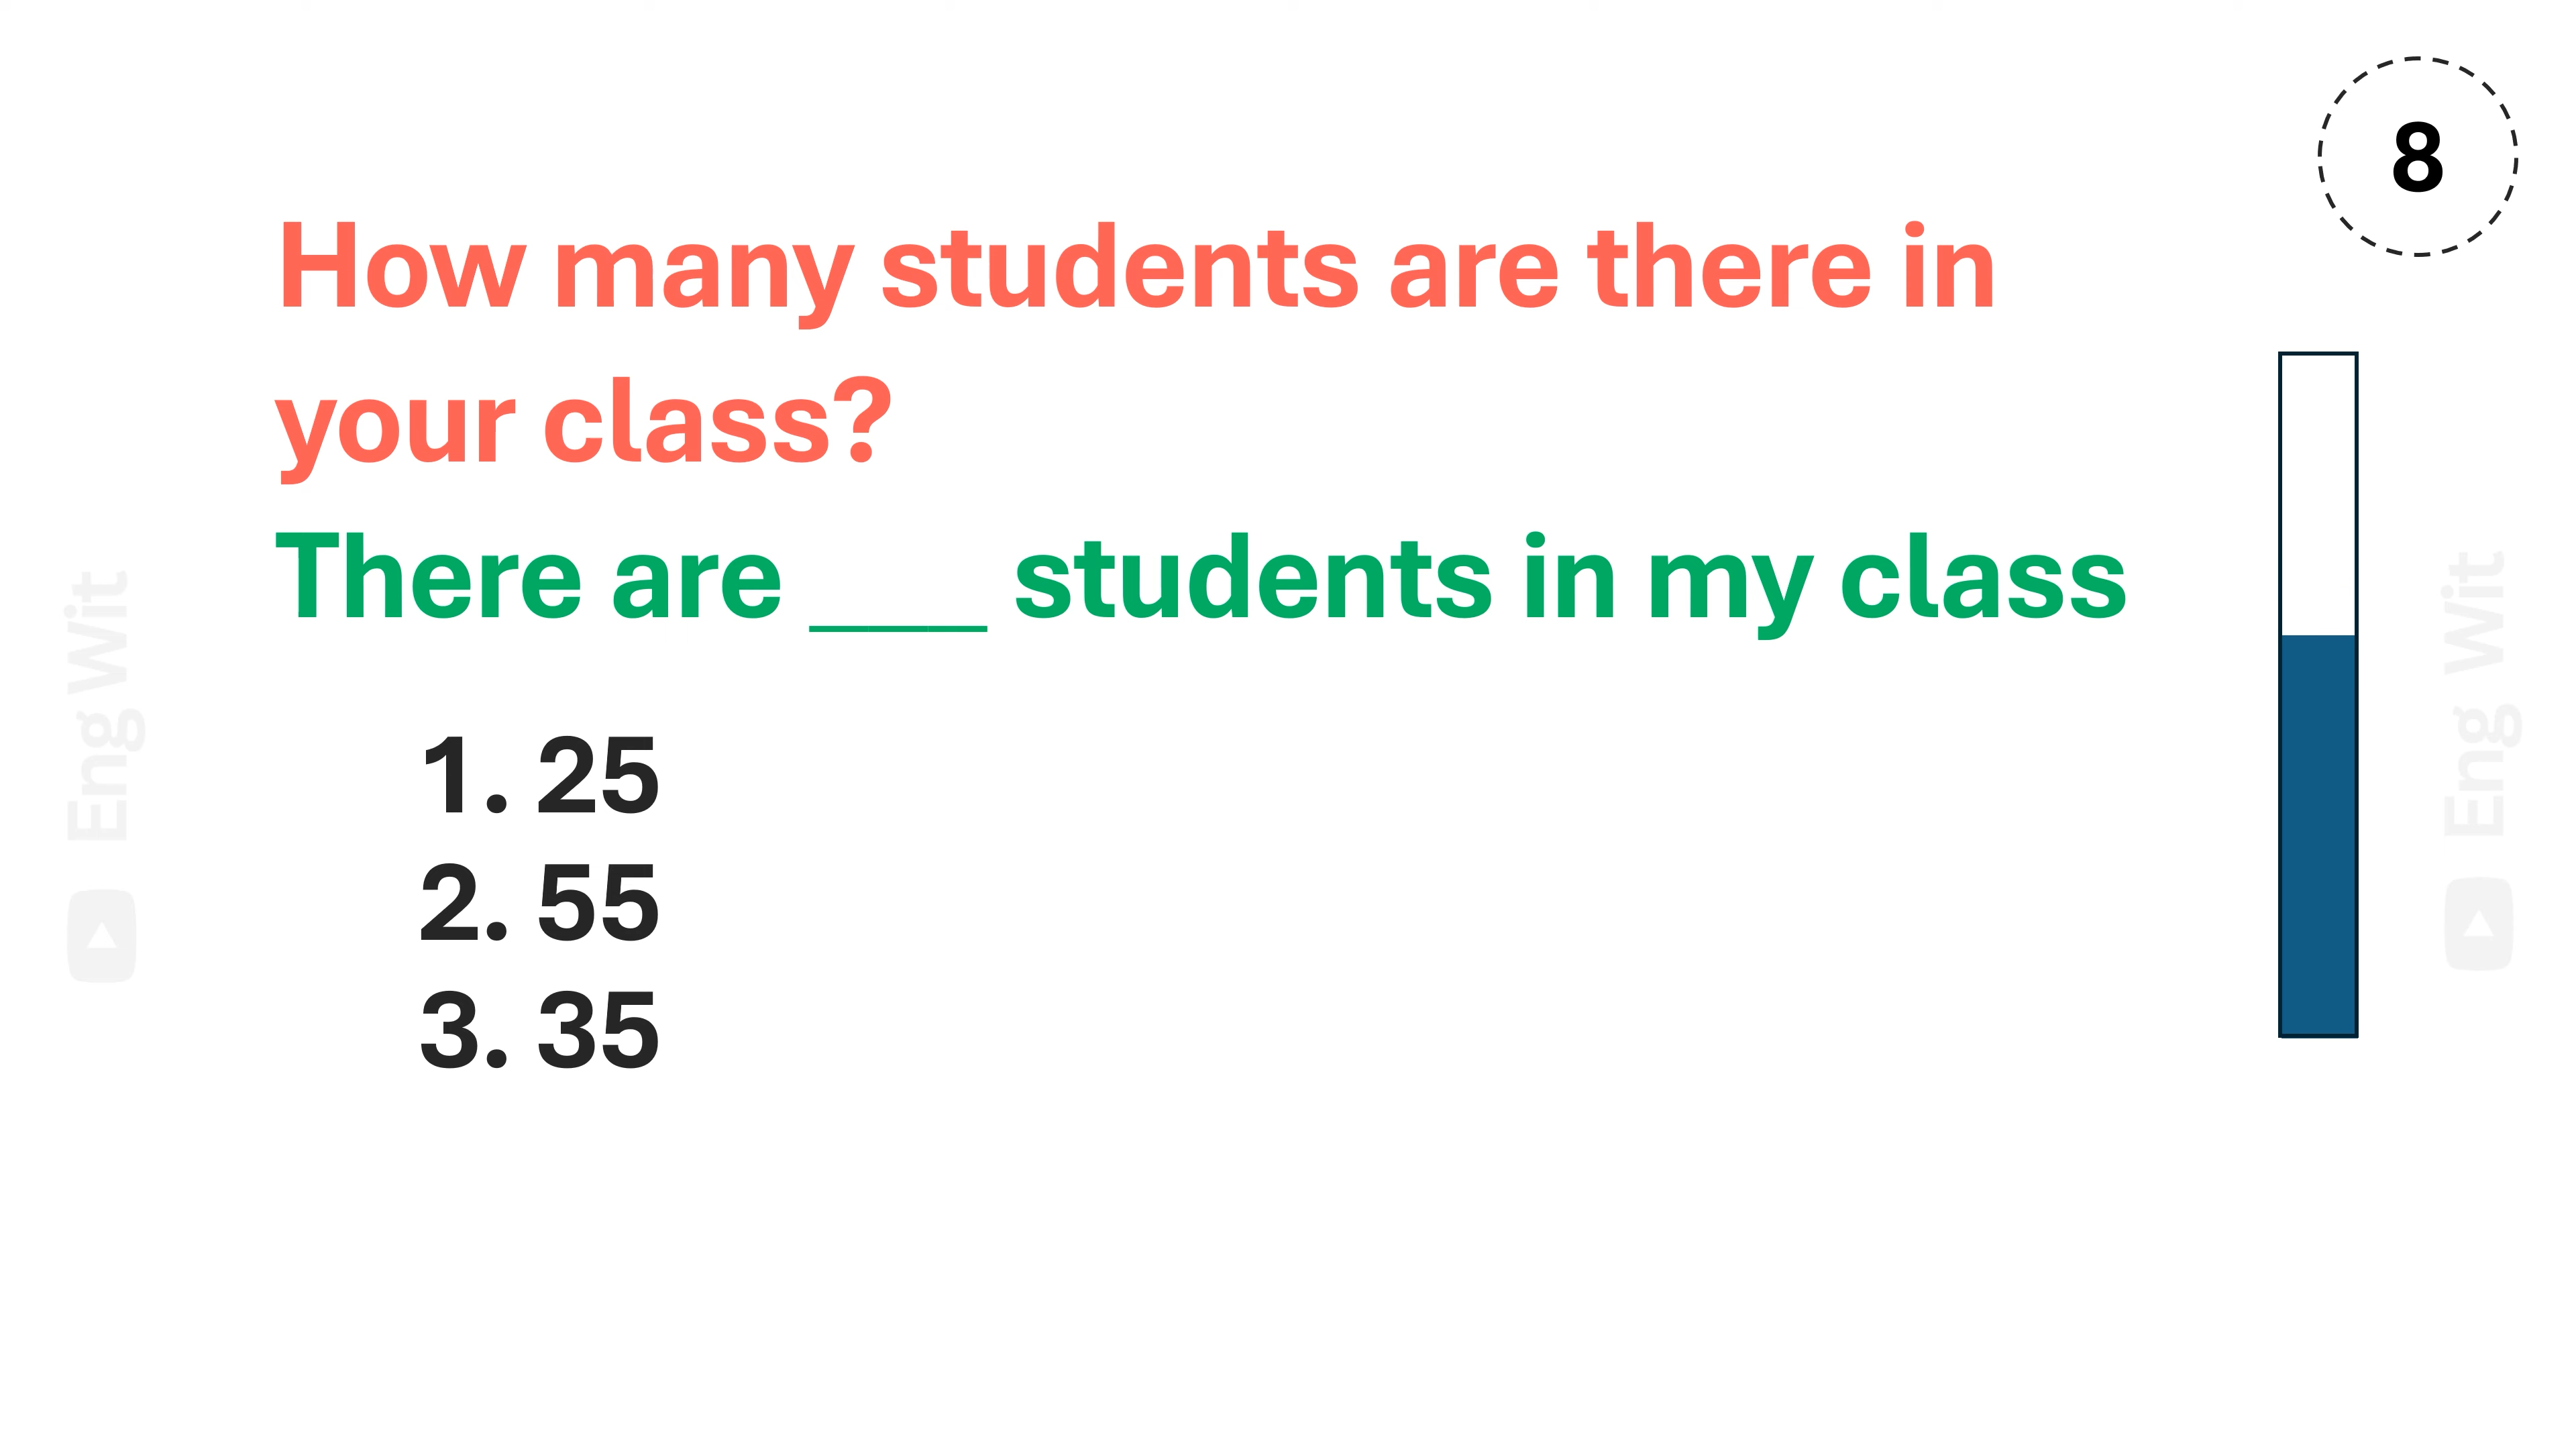 8
How many students are there in
your class?
There are ___ students in my class
1. 25
2. 55
3. 35
Eng Wit
Eng Wit